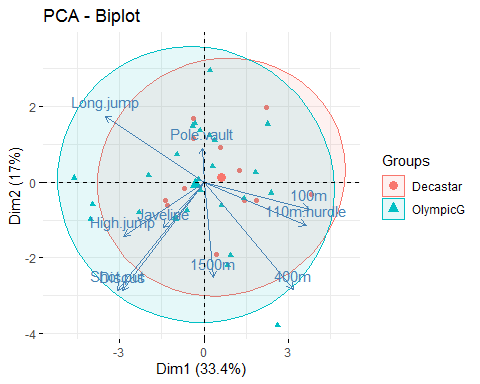 PCA - Biplot
Long.jump
Pole.vault
100m
110m.hurdle
Javeline
High.jump
1500m
400m
Shot.put
Discus
2
0
-2
-4
-3
0
3
Dim1 (33.4%)
Dim2 (17%)
Groups
Decastar
OlympicG